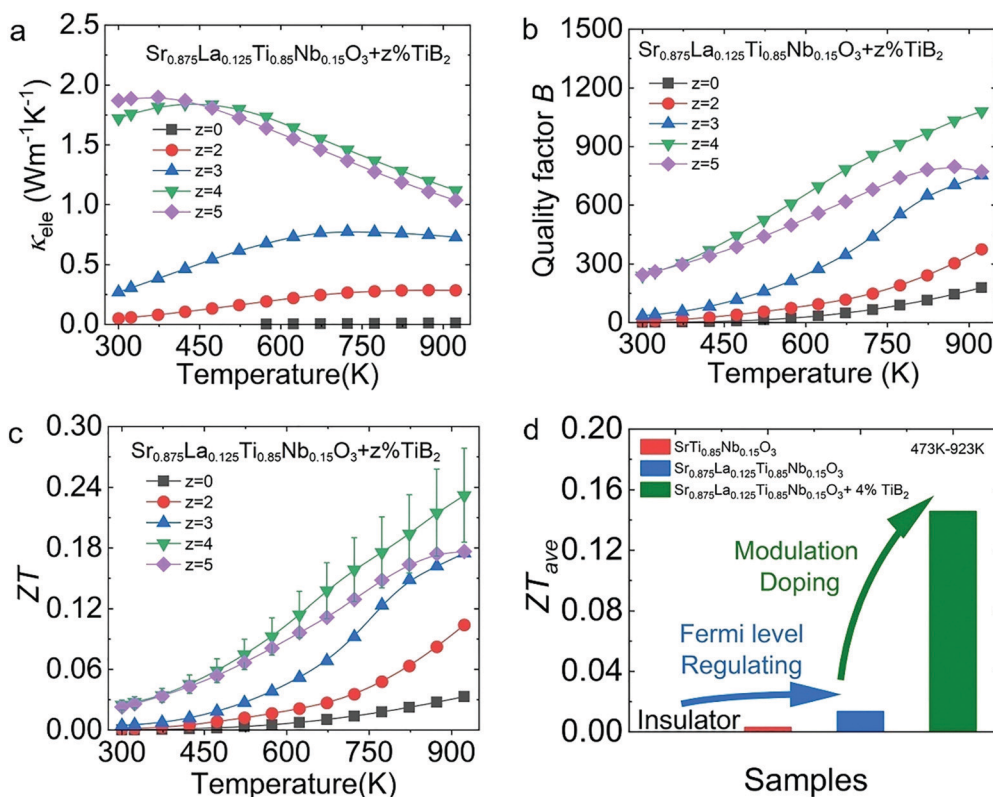 a
Sr0.875La0.125Ti0.85Nb0.15O3+z%TiB2
κele (Wm-1K-1)
2.5
2.0
1.5
1.0
0.5
0.0
z=0
z=2
z=3
z=4
z=5
300 450 600 750 900
Temperature(K)
b
Sr0.875La0.125Ti0.85Nb0.15O3+z%TiB2
Quality factor B
1500
1200
900
600
300
0
z=0
z=2
z=3
z=4
z=5
300 450 600 750 900
Temperature (K)
c
Sr0.875La0.125Ti0.85Nb0.15O3+z%TiB2
ZT
0.30
0.24
0.18
0.12
0.06
0.00
z=0
z=2
z=3
z=4
z=5
300 450 600 750 900
Temperature(K)
d
ZTave
0.20
0.16
0.12
0.08
0.04
0.00
SrTi0.85Nb0.15O3
Sr0.875La0.125Ti0.85Nb0.15O3
Sr0.875La0.125Ti0.85Nb0.15O3+ 4% TiB2
473K-923K
Modulation
Doping
Fermi level
Regulating
Insulator
Samples